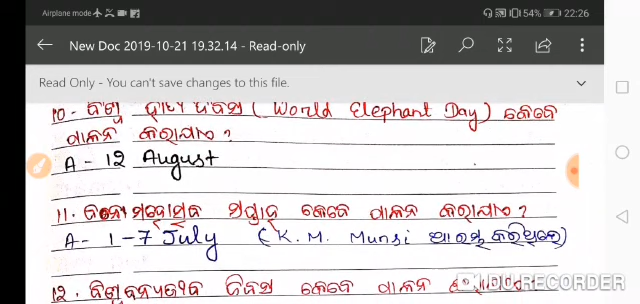 Airplane mode 54% 22:26
New Doc 2019-10-21 19.32.14 - Read-only
Read Only - You can't save changes to this file.
10. ବିଶ୍ୱ ହାତୀ ଦିବସ (World Elephant Day) କେବେ
ପାଳନ କରାଯାଏ ?
A - 12 August
11. ବନ ମହୋତ୍ସବ ସପ୍ତାହ କେବେ ପାଳନ କରାଯାଏ ?
A - 1 - 7 July (K. M. Munsi ଆରମ୍ଭ କରିଥିଲେ)
12. ବିଶ୍ୱ ବନ୍ୟଜୀବ ଦିବସ କେବେ ପାଳନ
DU RECORDER